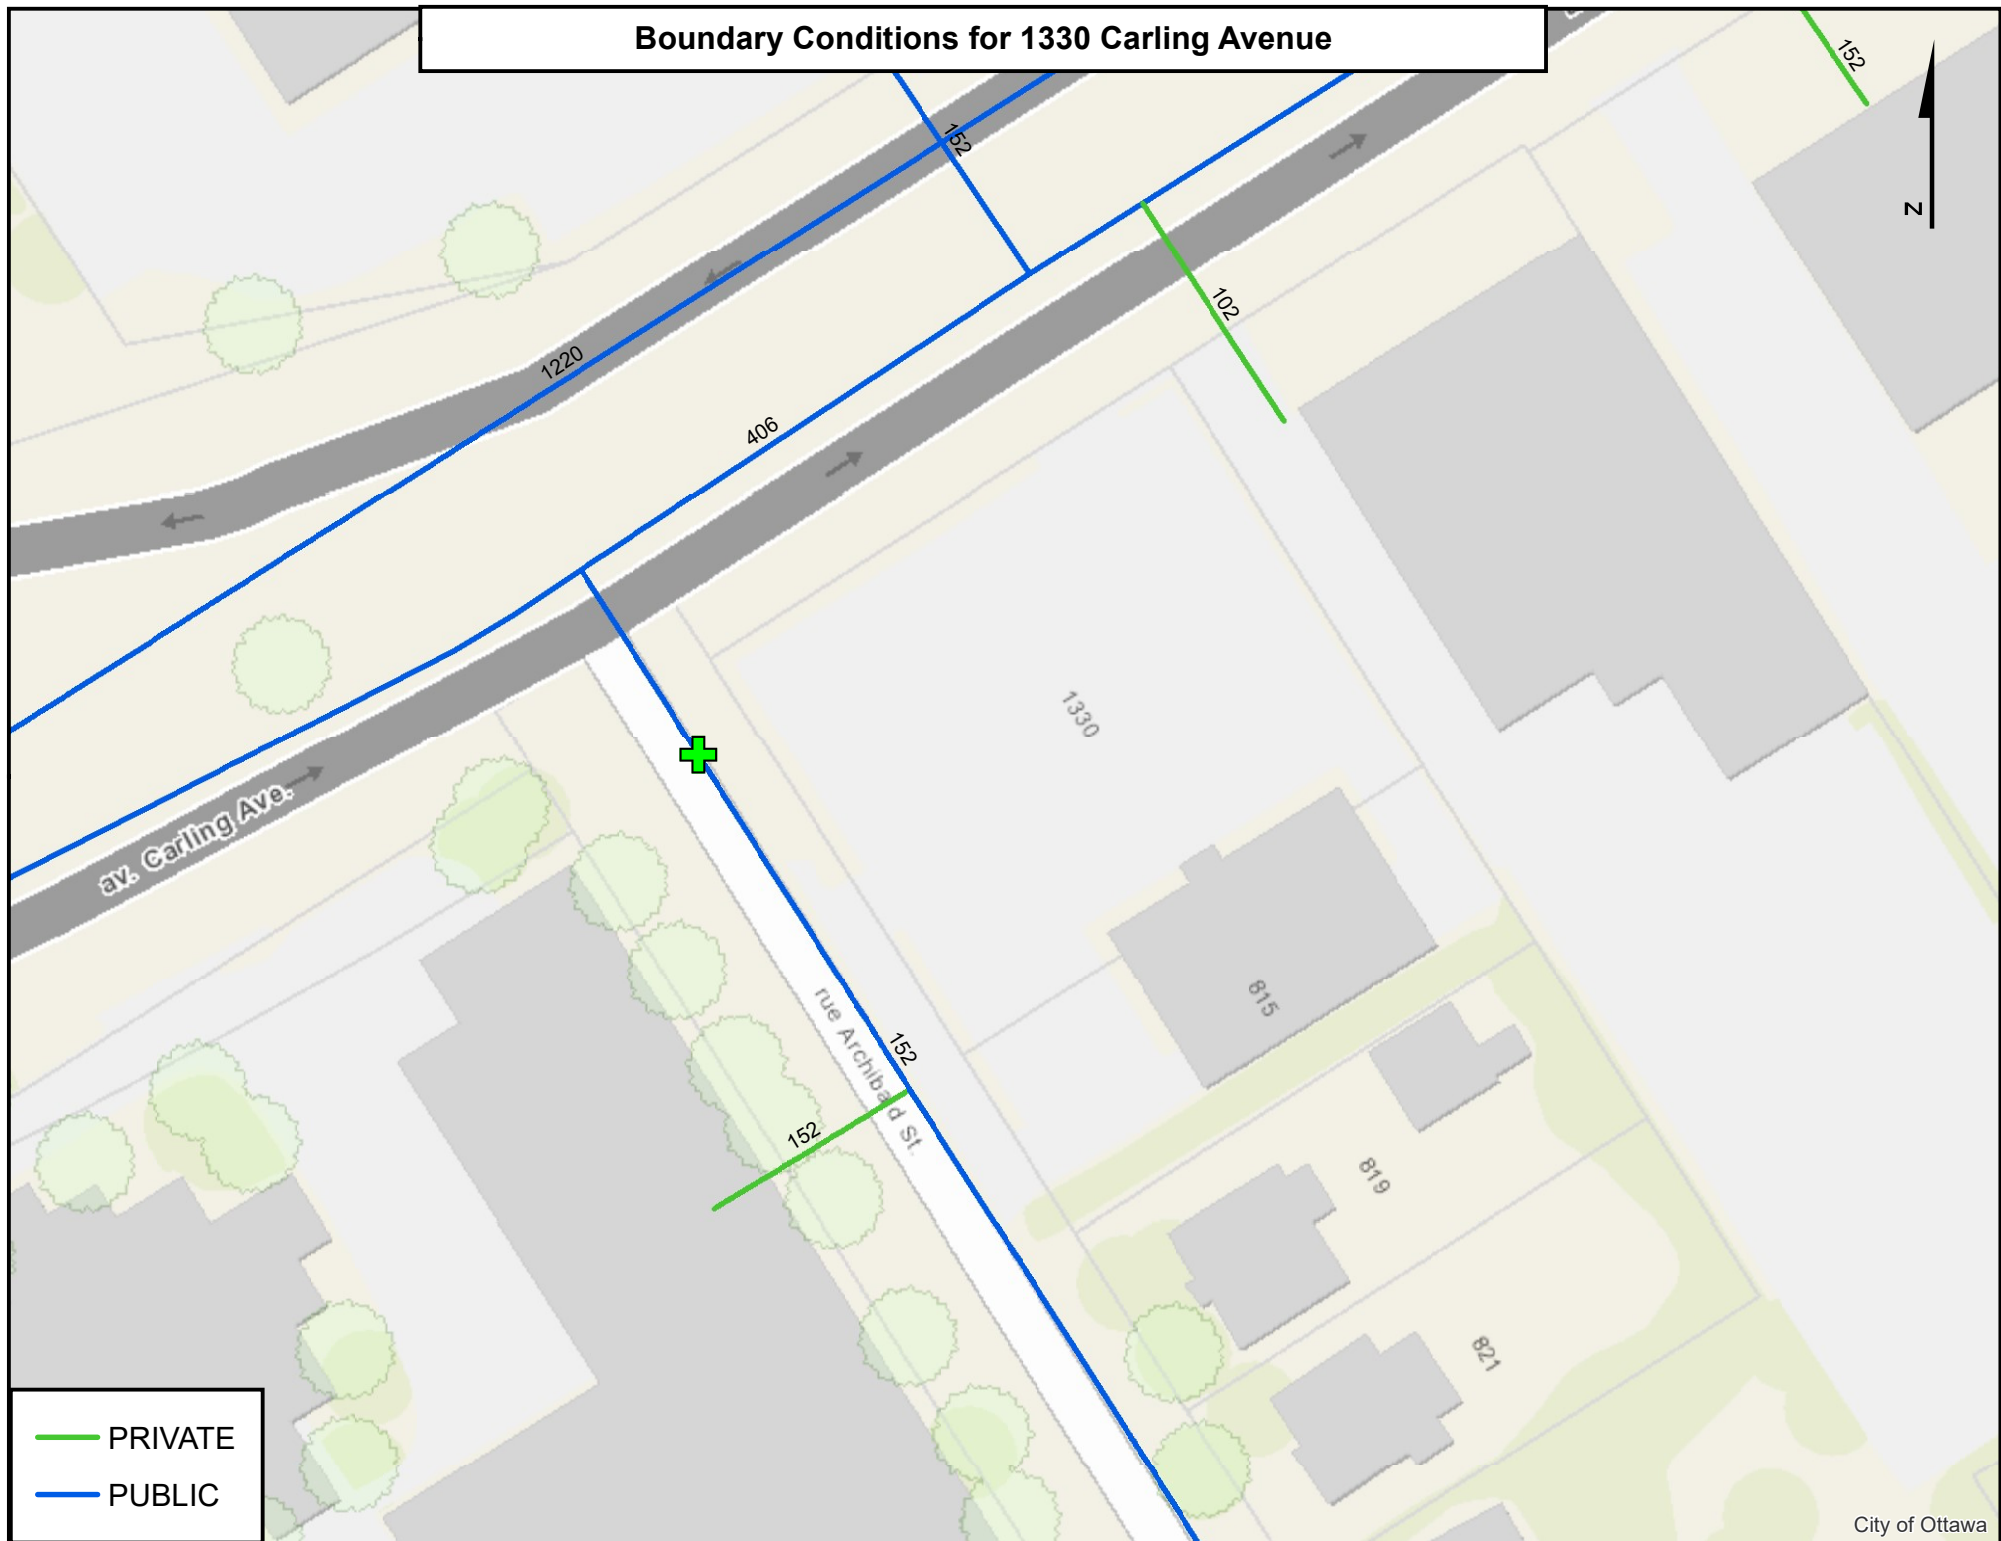 Boundary Conditions for 1330 Carling Avenue
152
152
N
102
1220
406
1330
av. Carling Ave.
815
rue Archibald St.
152
152
819
821
PRIVATE
PUBLIC
City of Ottawa